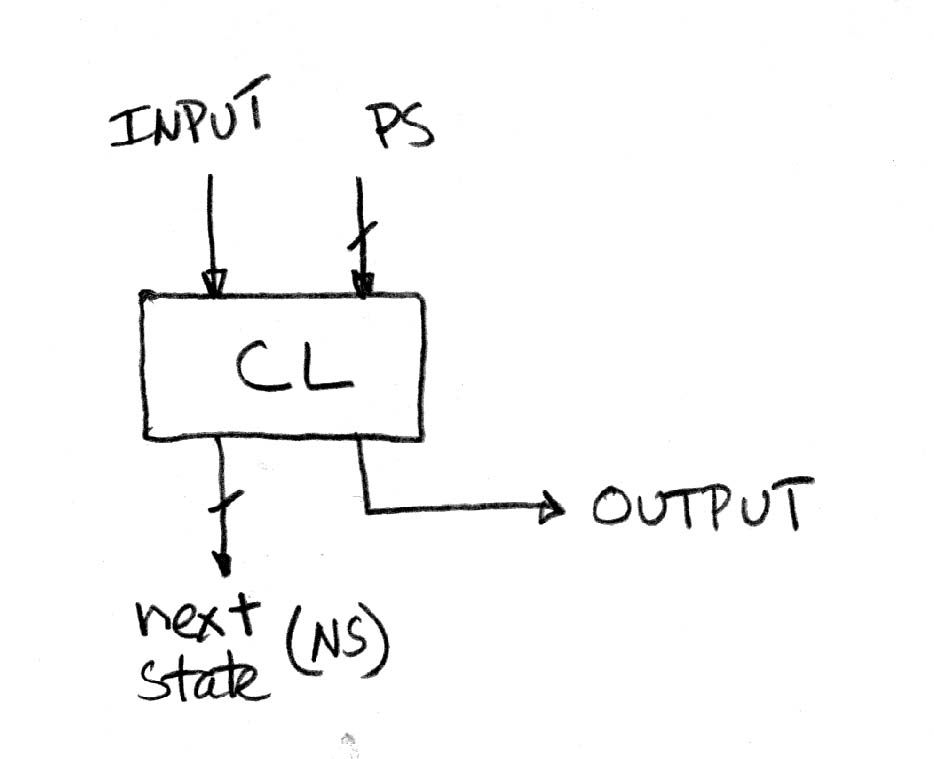 INPUT PS
CL
OUTPUT
next
state (NS)